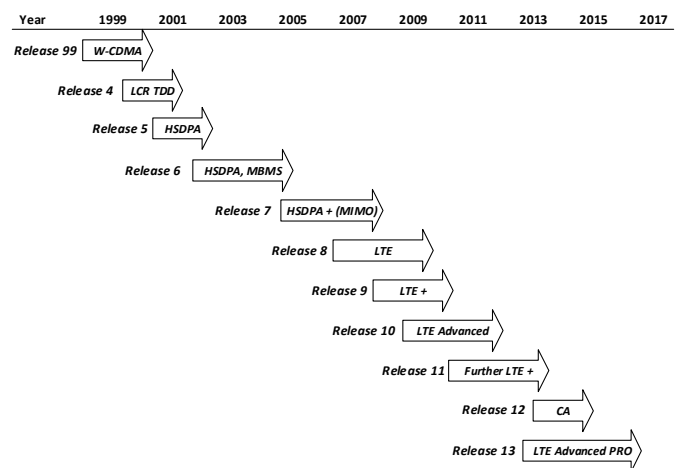 Year 1999 2001 2003 2005 2007 2009 2011 2013 2015 2017
Release 99 W-CDMA
Release 4 LCR TDD
Release 5 HSDPA
Release 6 HSDPA, MBMS
Release 7 HSDPA + (MIMO)
Release 8 LTE
Release 9 LTE +
Release 10 LTE Advanced
Release 11 Further LTE +
Release 12 CA
Release 13 LTE Advanced PRO